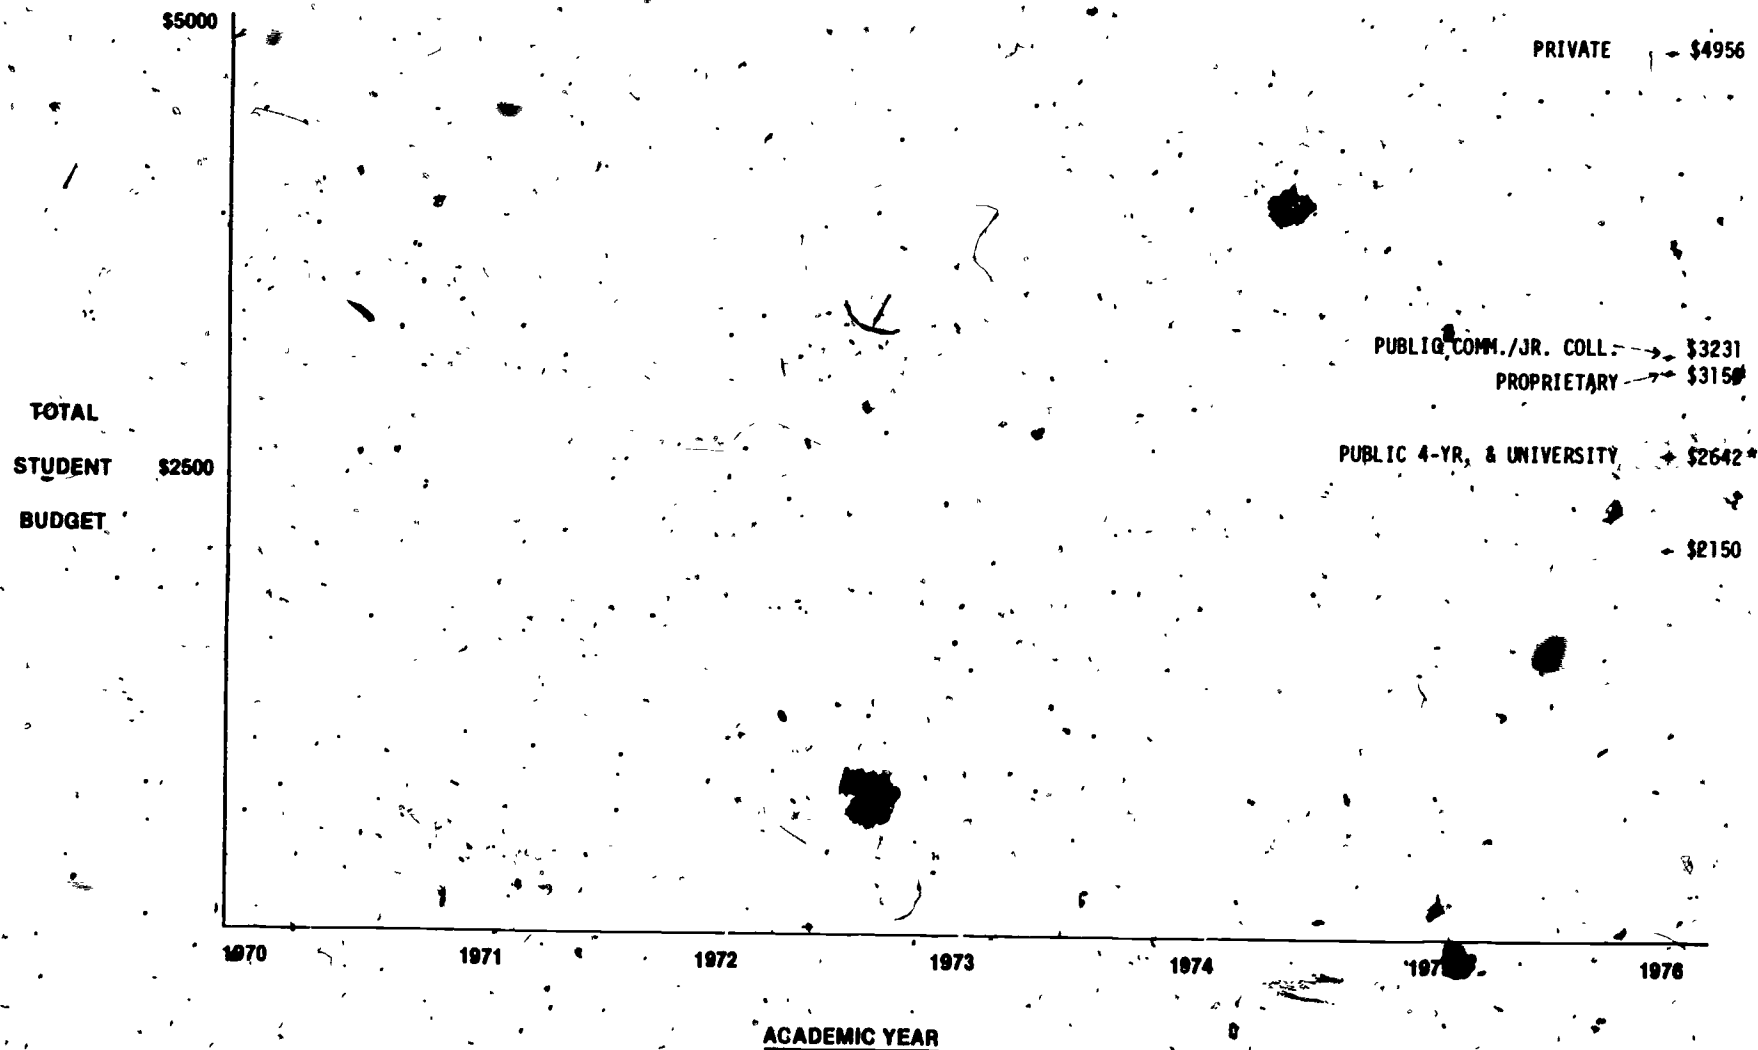 $5000
PRIVATE $4956
PUBLIC COMM./JR. COLL. $3231
PROPRIETARY
TOTAL
STUDENT $2500
BUDGET
PUBLIC 4-YR. & UNIVERSITY $2642*
$2150
1970 1971 1972 1973 1974 1976
ACADEMIC YEAR